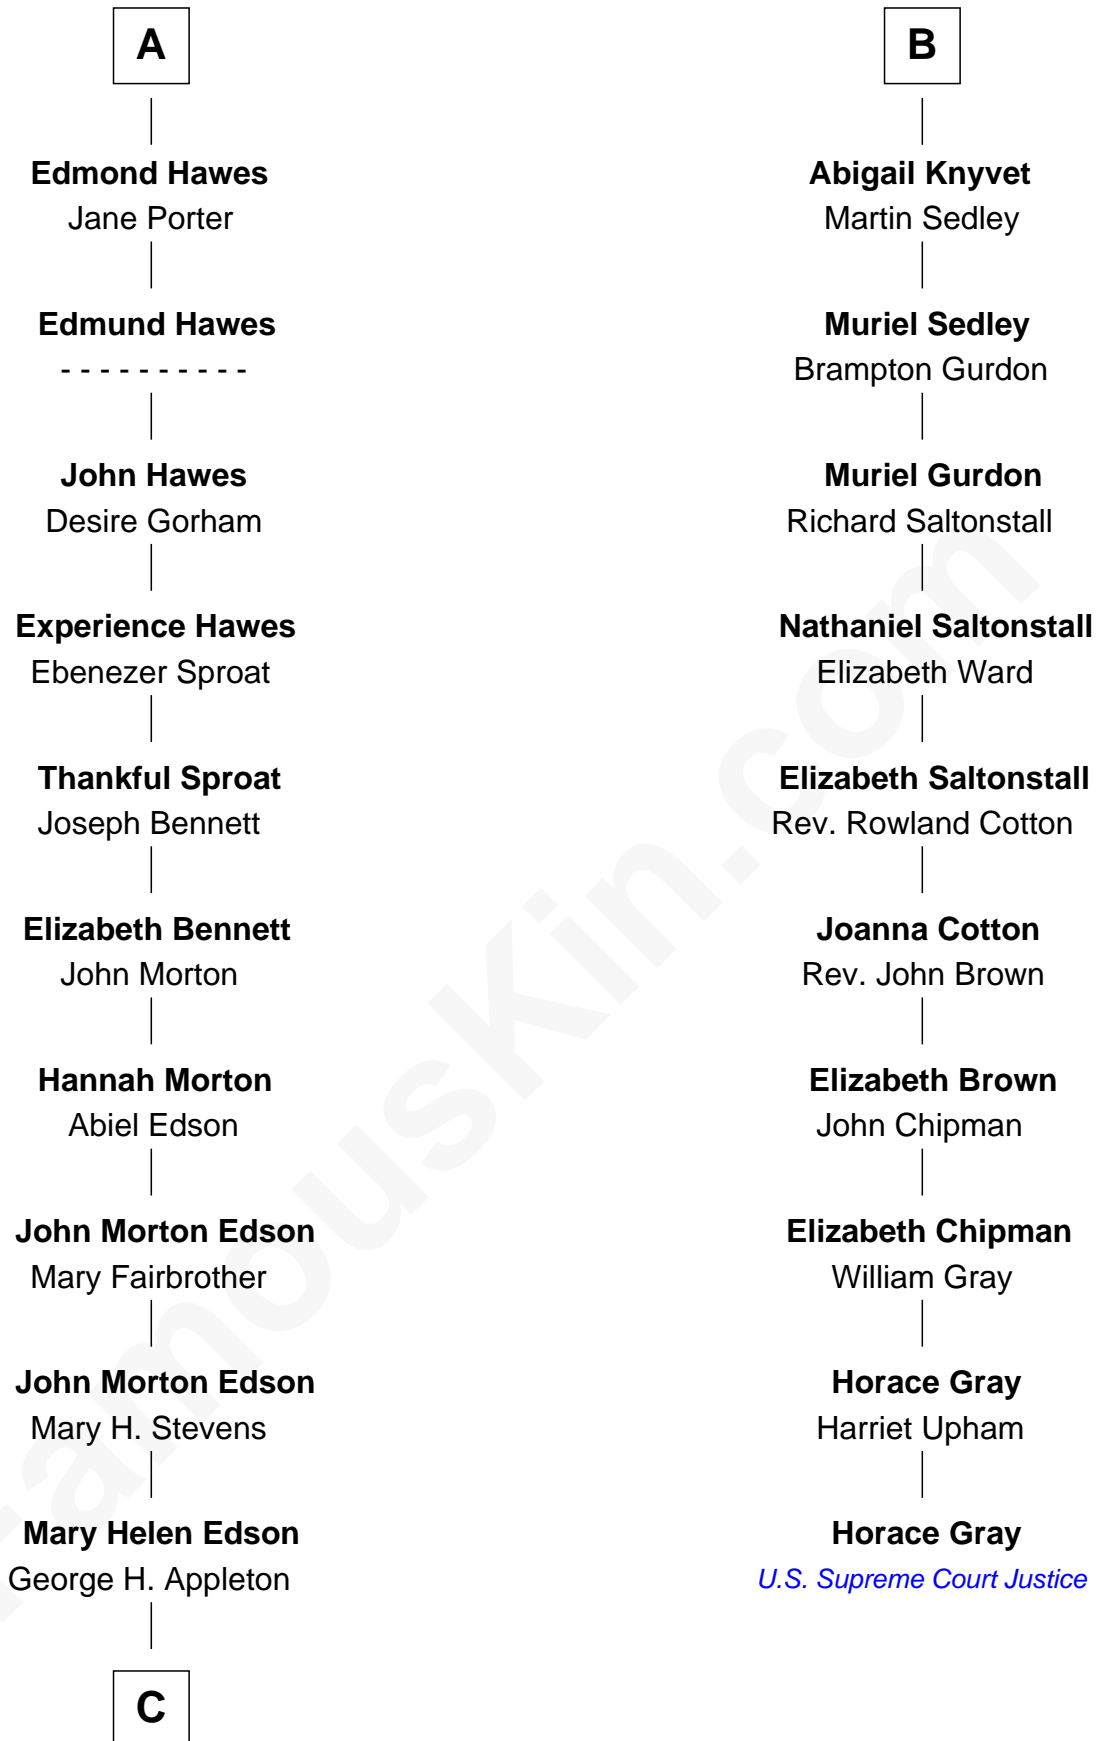 A
Edmond Hawes
Jane Porter
Edmund Hawes
- - - - - - - - - -
John Hawes
Desire Gorham
Experience Hawes
Ebenezer Sproat
Thankful Sproat
Joseph Bennett
Elizabeth Bennett
John Morton
Hannah Morton
Abiel Edson
John Morton Edson
Mary Fairbrother
John Morton Edson
Mary H. Stevens
Mary Helen Edson
George H. Appleton
C
B
Abigail Knyvet
Martin Sedley
Muriel Sedley
Brampton Gurdon
Muriel Gurdon
Richard Saltonstall
Nathaniel Saltonstall
Elizabeth Ward
Elizabeth Saltonstall
Rev. Rowland Cotton
Joanna Cotton
Rev. John Brown
Elizabeth Brown
John Chipman
Elizabeth Chipman
William Gray
Horace Gray
Harriet Upham
Horace Gray
U.S. Supreme Court Justice
FamousKin.com